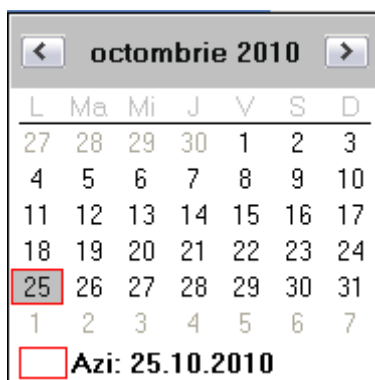 octombrie 2010
L Ma Mi J V S D
27 28 29 30 1 2 3
4 5 6 7 8 9 10
11 12 13 14 15 16 17
18 19 20 21 22 23 24
25 26 27 28 29 30 31
1 2 3 4 5 6 7
Azi: 25.10.2010